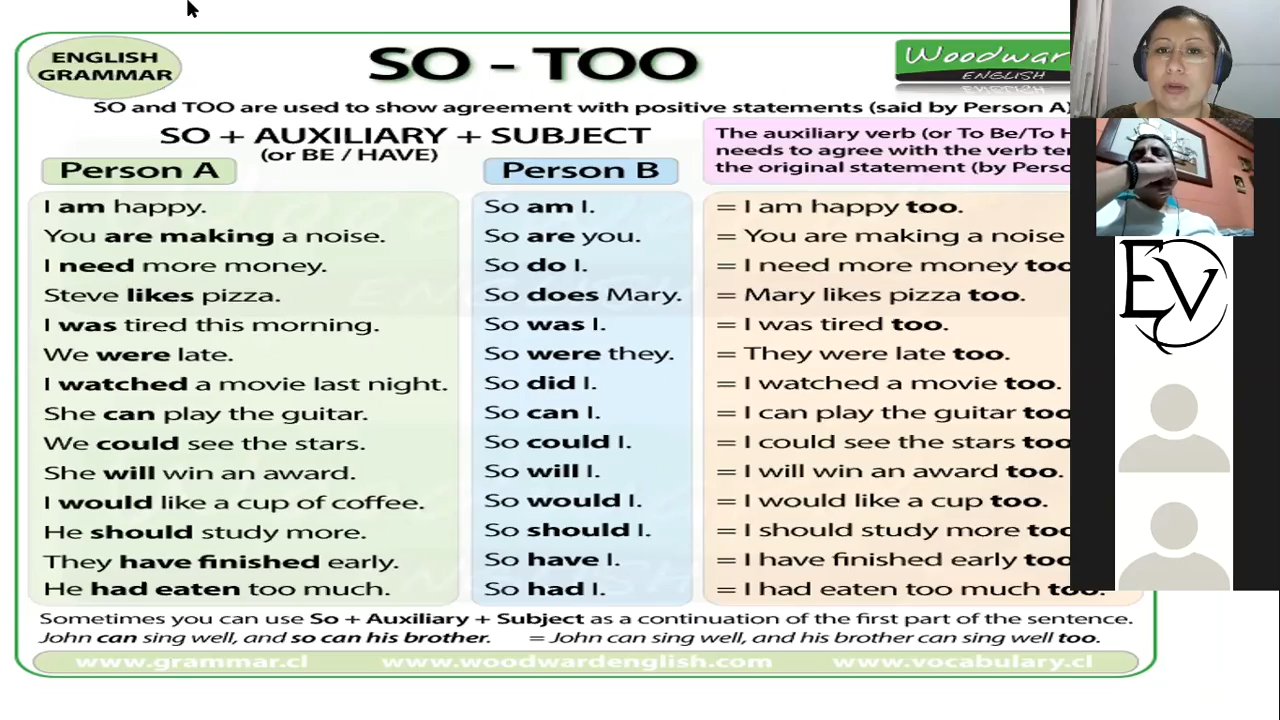 ENGLISH
GRAMMAR
SO - TOO
Woodwar
ENGLISH
SO and TOO are used to show agreement with positive statements (said by Person A)
SO + AUXILIARY + SUBJECT
(or BE / HAVE)
The auxiliary verb (or To Be/To H
needs to agree with the verb te
the original statement (by Perso
Person A
Person B
I am happy.
So am I.
= I am happy too.
You are making a noise.
So are you.
= You are making a noise
I need more money.
So do I.
= I need more money too
Steve likes pizza.
So does Mary.
= Mary likes pizza too.
I was tired this morning.
So was I.
= I was tired too.
We were late.
So were they.
= They were late too.
I watched a movie last night.
So did I.
= I watched a movie too.
She can play the guitar.
So can I.
= I can play the guitar too
We could see the stars.
So could I.
= I could see the stars too
She will win an award.
So will I.
= I will win an award too.
I would like a cup of coffee.
So would I.
= I would like a cup too.
He should study more.
So should I.
= I should study more too
They have finished early.
So have I.
= I have finished early too
He had eaten too much.
So had I.
= I had eaten too much too.
Sometimes you can use So + Auxiliary + Subject as a continuation of the first part of the sentence.
John can sing well, and so can his brother. = John can sing well, and his brother can sing well too.
www.grammar.cl www.woodwardenglish.com www.vocabulary.cl
EV